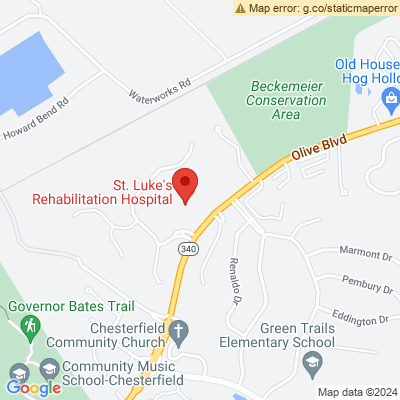 Map error: g.co/staticmaperror
Waterworks Rd
Howard Bend Rd
Beckemeier
Conservation
Area
Old House
Hog Hollo
Olive Blvd
St. Luke's
Rehabilitation Hospital
340
Renaldo Dr
Marmont Dr
Pembury Dr
Eddington Dr
Governor Bates Trail
Chesterfield
Community Church
Green Trails
Elementary School
Community Music
School-Chesterfield
Google
Map data ©2024